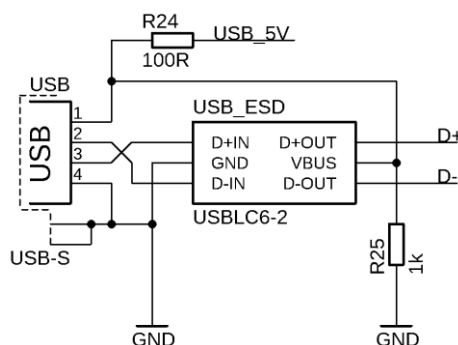 R24
USB_5V
100R
USB
USB_ESD
1
2
3
4
USB
D+IN
D+OUT
D+
GND
VBUS
D-IN
D-OUT
D-
USBLC6-2
USB-S
R25
1k
GND
GND